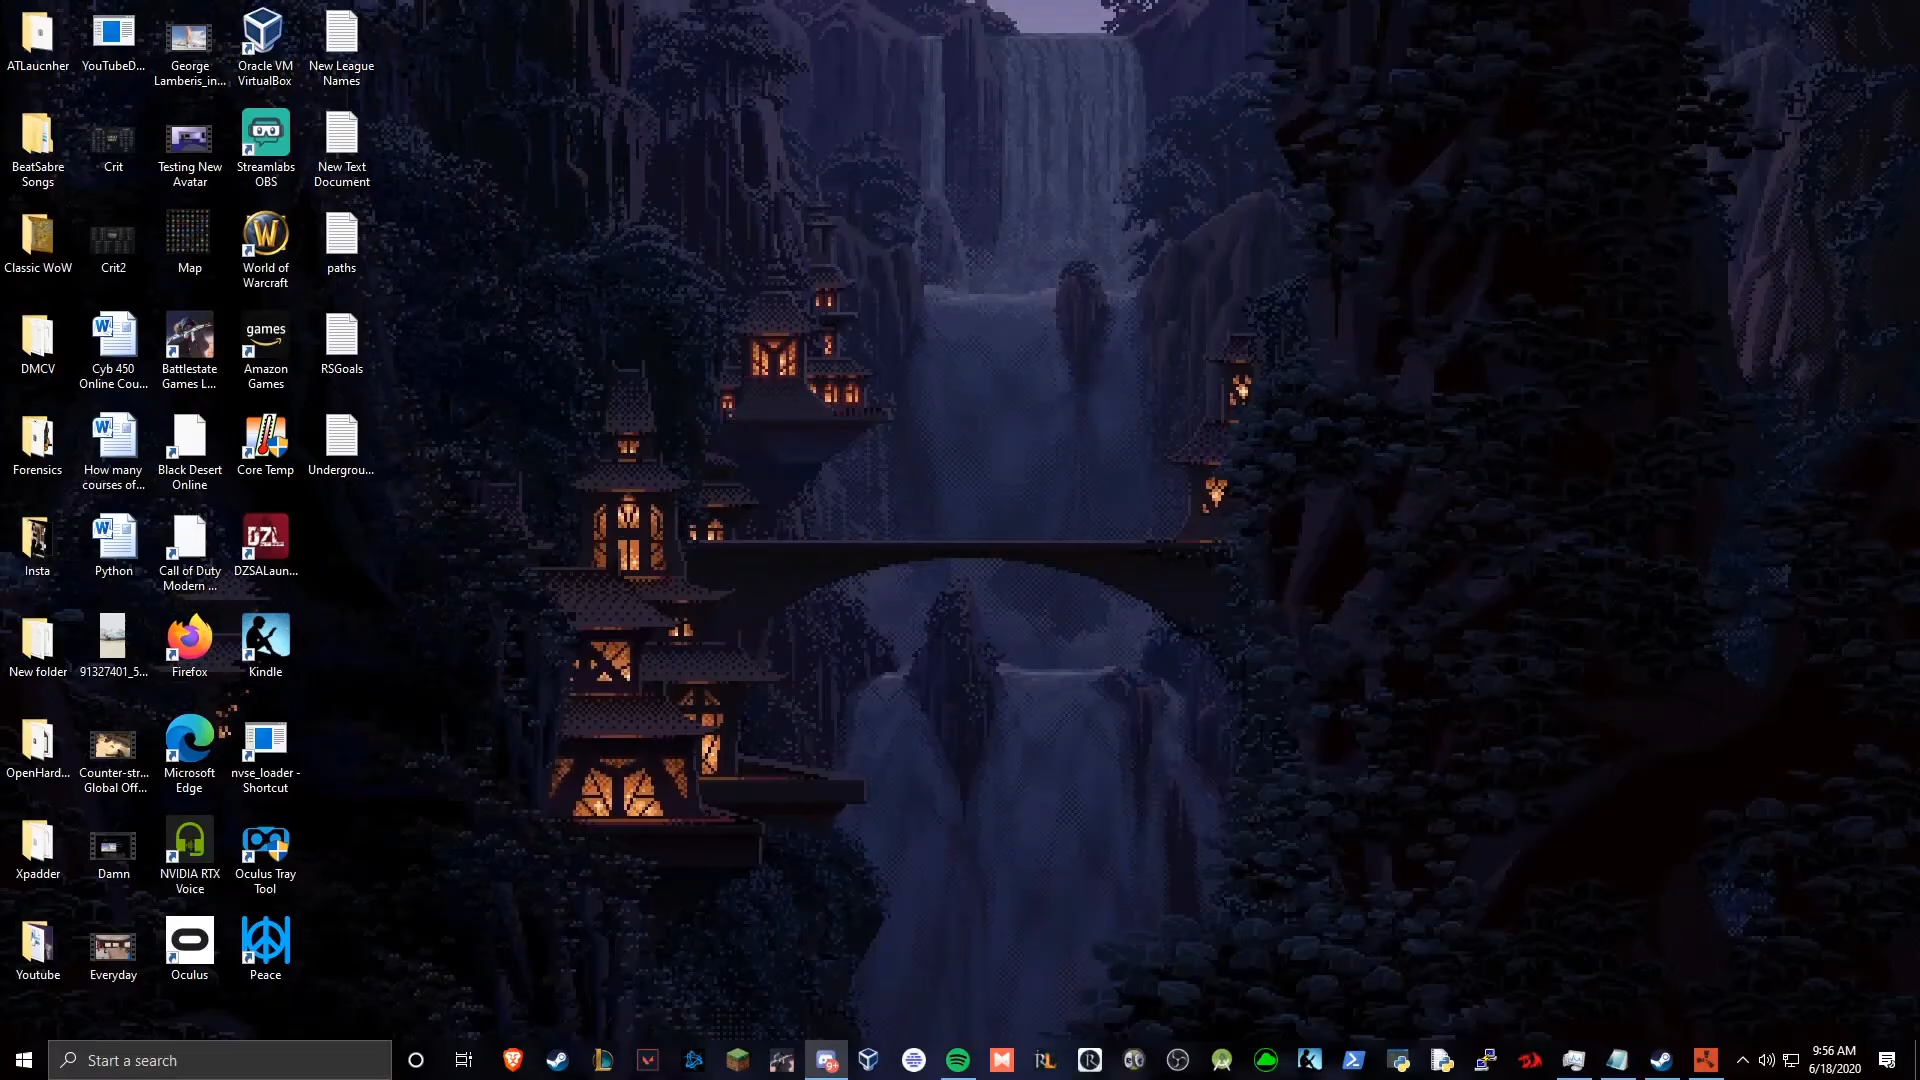 ATLaucnher
YouTubeD...
George
Lamberis_in...
Oracle VM
VirtualBox
New League
Names
BeatSabre
Songs
Crit
Testing New
Avatar
Streamlabs
OBS
New Text
Document
Classic WoW
Crit2
Map
World of
Warcraft
paths
DMCV
Cyb 450
Online Cou...
Battlestate
Games L...
games
Amazon
Games
RSGoals
Forensics
How many
courses of...
Black Desert
Online
Core Temp
Undergrou...
Insta
Python
Call of Duty
Modern ...
DZL
DZSALaun...
New folder
91327401_5...
Firefox
Kindle
OpenHard...
Counter-str...
Global Off...
Microsoft
Edge
nvse_loader -
Shortcut
Xpadder
Damn
NVIDIA RTX
Voice
Oculus Tray
Tool
Youtube
Everyday
Oculus
Peace
Start a search
9+
RL
R
9:56 AM
6/18/2020